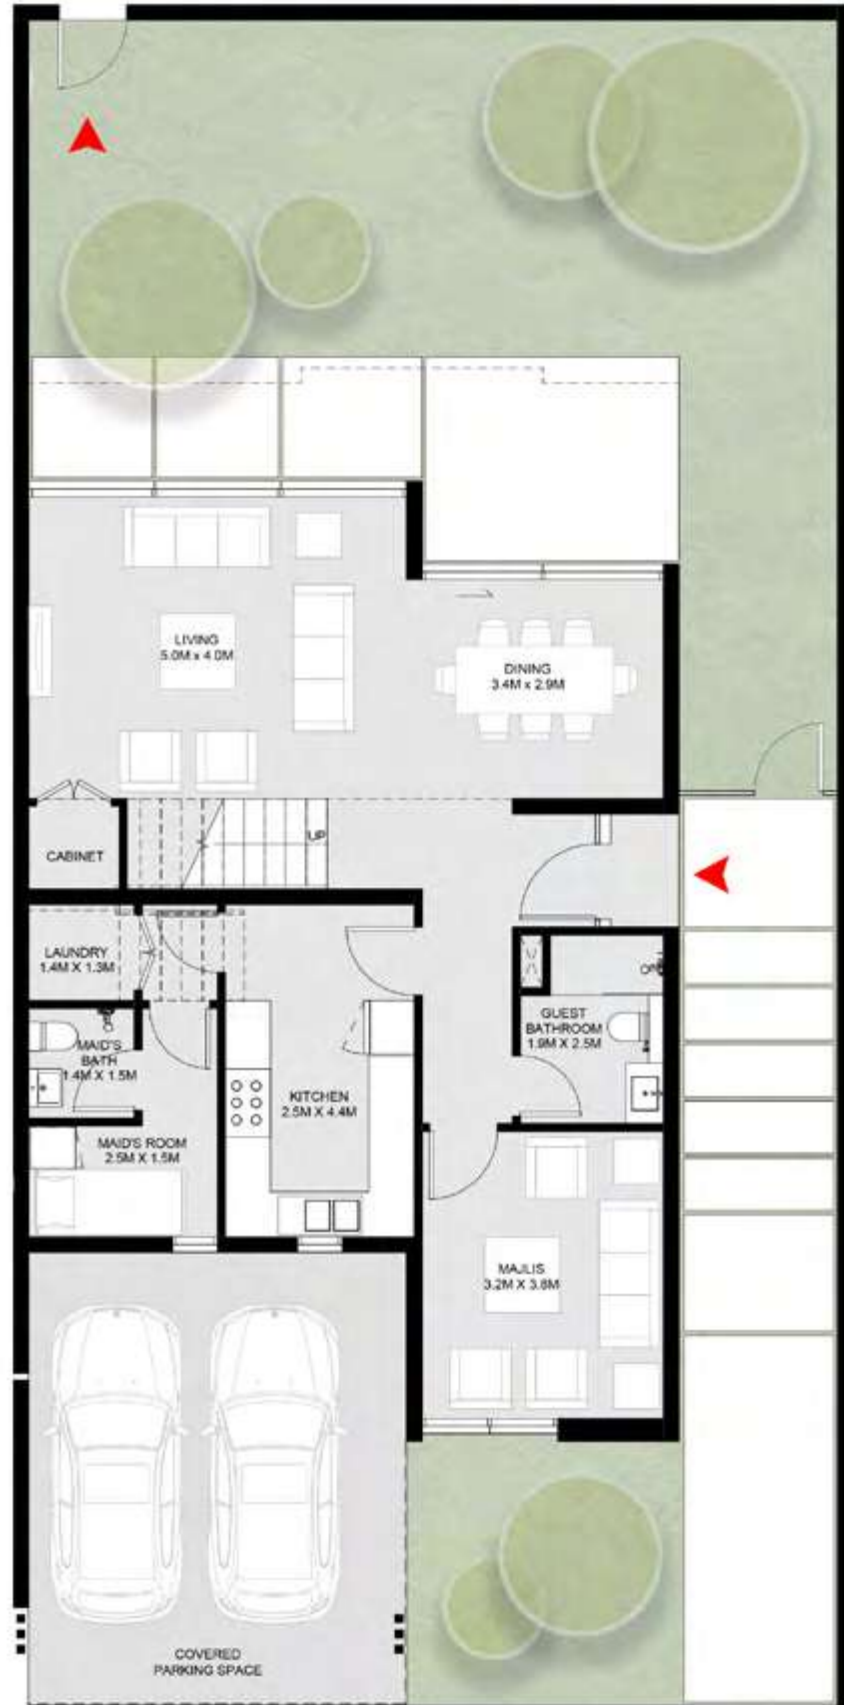 LIVING
5.0M x 4.0M
DINING
3.4M x 2.9M
UP
CABINET
LAUNDRY
1.4M X 1.3M
GUEST
BATHROOM
1.9M X 2.5M
MAID'S
BATH
1.4M X 1.5M
KITCHEN
2.5M X 4.4M
MAID'S ROOM
2.5M X 1.5M
MAJLIS
3.2M X 3.8M
COVERED
PARKING SPACE